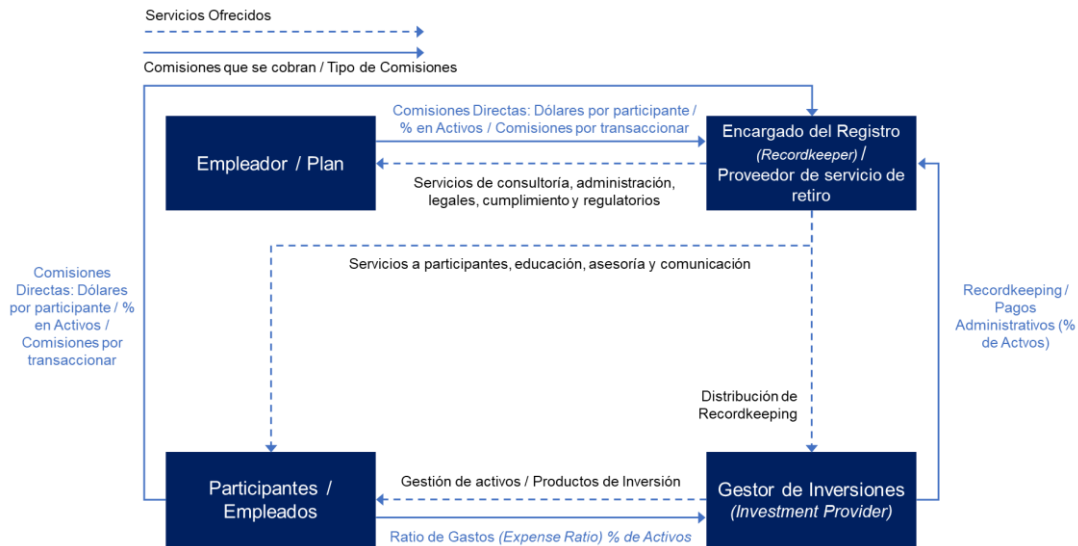 Servicios Ofrecidos
Comisiones que se cobran / Tipo de Comisiones
Comisiones Directas: Dólares por participante /
% en Activos / Comisiones por transaccionar
Empleador / Plan
Encargado del Registro
(Recordkeeper) /
Proveedor de servicio de
retiro
Servicios de consultoría, administración,
legales, cumplimiento y regulatorios
Servicios a participantes, educación, asesoría y comunicación
Comisiones
Directas: Dólares
por participante / %
en Activos /
Comisiones por
transaccionar
Recordkeeping /
Pagos
Administrativos (%
de Actvos)
Distribución de
Recordkeeping
Participantes /
Empleados
Gestión de activos / Productos de Inversión
Gestor de Inversiones
(Investment Provider)
Ratio de Gastos (Expense Ratio) % de Activos